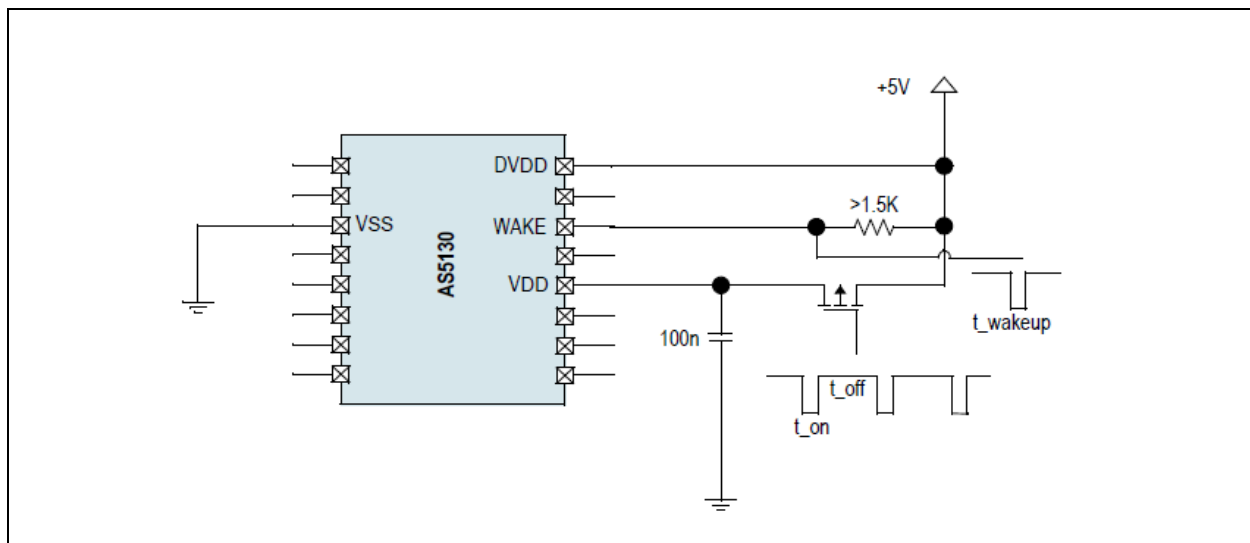 +5V
DVDD
>1.5K
VSS
WAKE
AS5130
VDD
t_wakeup
100n
t_off
t_on